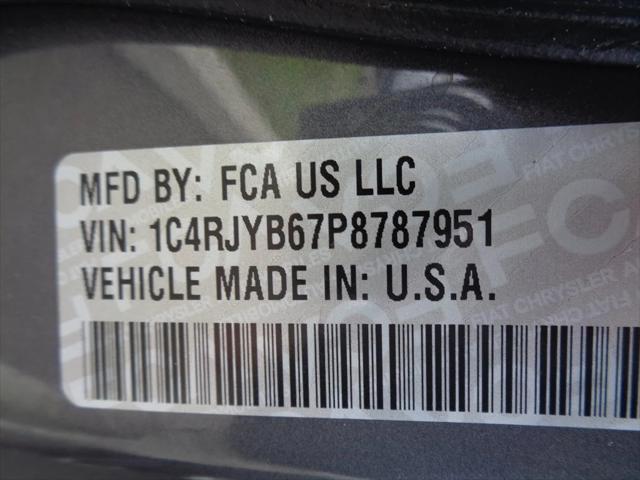 MFD BY: FCA US LLC
VIN: 1C4RJYB67P8787951
VEHICLE MADE IN: U.S.A.